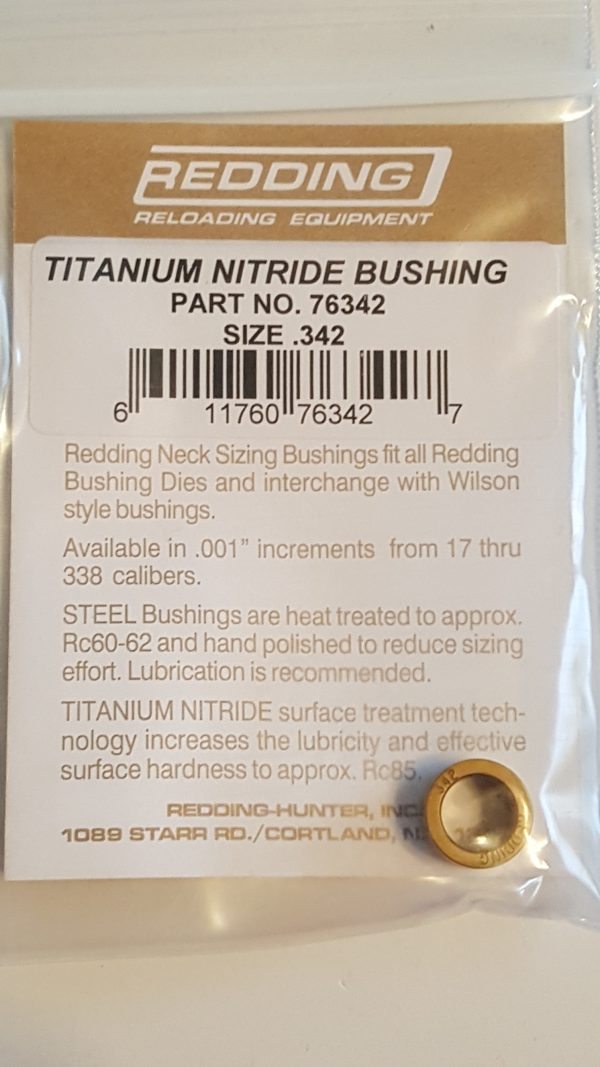 REDDING
RELOADING EQUIPMENT
TITANIUM NITRIDE BUSHING
PART NO. 76342
SIZE .342
6 11760 76342 7
Redding Neck Sizing Bushings fit all Redding
Bushing Dies and interchange with Wilson
style bushings.
Available in .001” increments from 17 thru
338 calibers.
STEEL Bushings are heat treated to approx.
Rc60-62 and hand polished to reduce sizing
effort. Lubrication is recommended.
TITANIUM NITRIDE surface treatment tech-
nology increases the lubricity and effective
surface hardness to approx. Rc85.
REDDING-HUNTER, INC
1089 STARR RD./CORTLAND,
342
REDDING